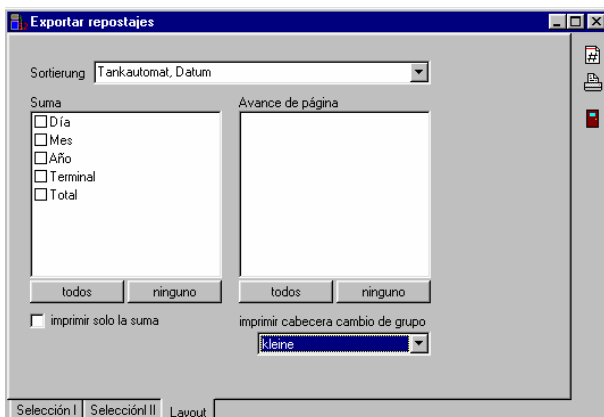 Exportar repostajes
Sortierung Tankautomat, Datum
Suma
Día
Mes
Año
Terminal
Total
todos ninguno
imprimir solo la suma
Avance de página
todos ninguno
imprimir cabecera cambio de grupo
kleine
Selección I SelecciónI II Layout